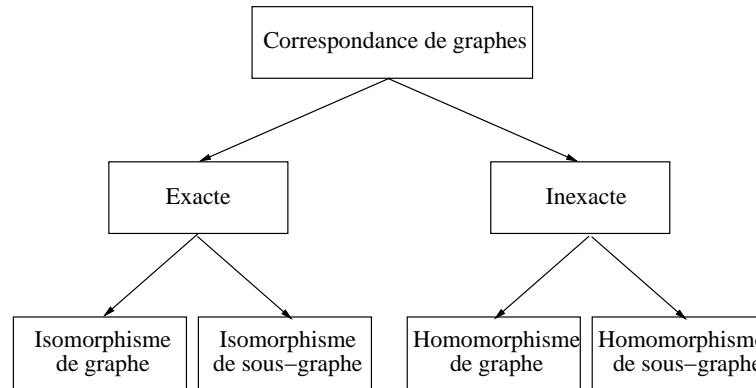 Correspondance de graphes
Exacte
Inexacte
Isomorphisme
de graphe
Isomorphisme
de sous−graphe
Homomorphisme
de graphe
Homomorphisme
de sous−graphe